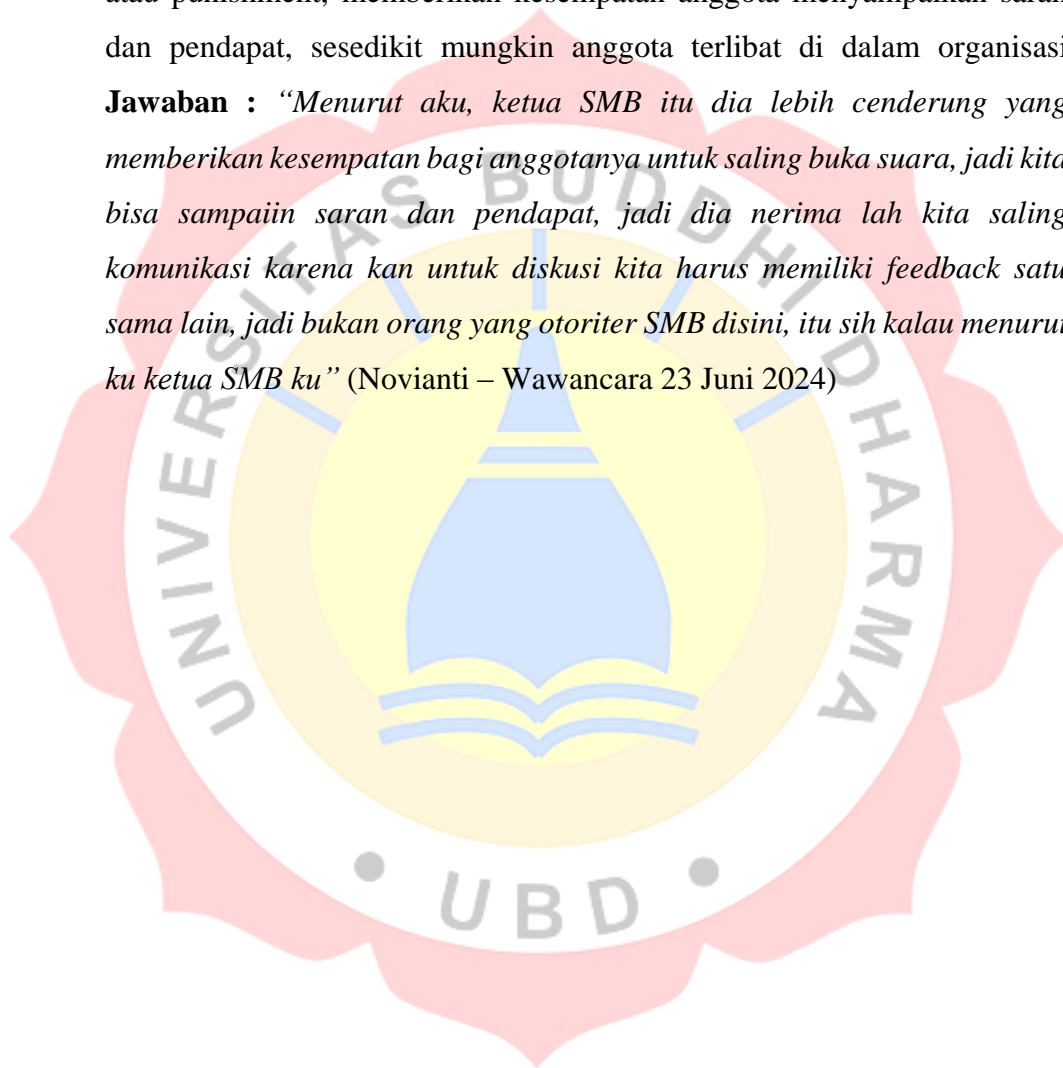 atau punishment, memberikan kesempatan anggota menyampaikan saran
dan pendapat, sesedikit mungkin anggota terlibat di dalam organisasi
Jawaban : “Menurut aku, ketua SMB itu dia lebih cenderung yang
memberikan kesempatan bagi anggotanya untuk saling buka suara, jadi kita
bisa sampaiin saran dan pendapat, jadi dia nerima lah kita saling
komunikasi karena kan untuk diskusi kita harus memiliki feedback satu
sama lain, jadi bukan orang yang otoriter SMB disini, itu sih kalau menurut
ku ketua SMB ku” (Novianti – Wawancara 23 Juni 2024)
UNIVERSITAS BUDDHI DHARMA
• UBD •